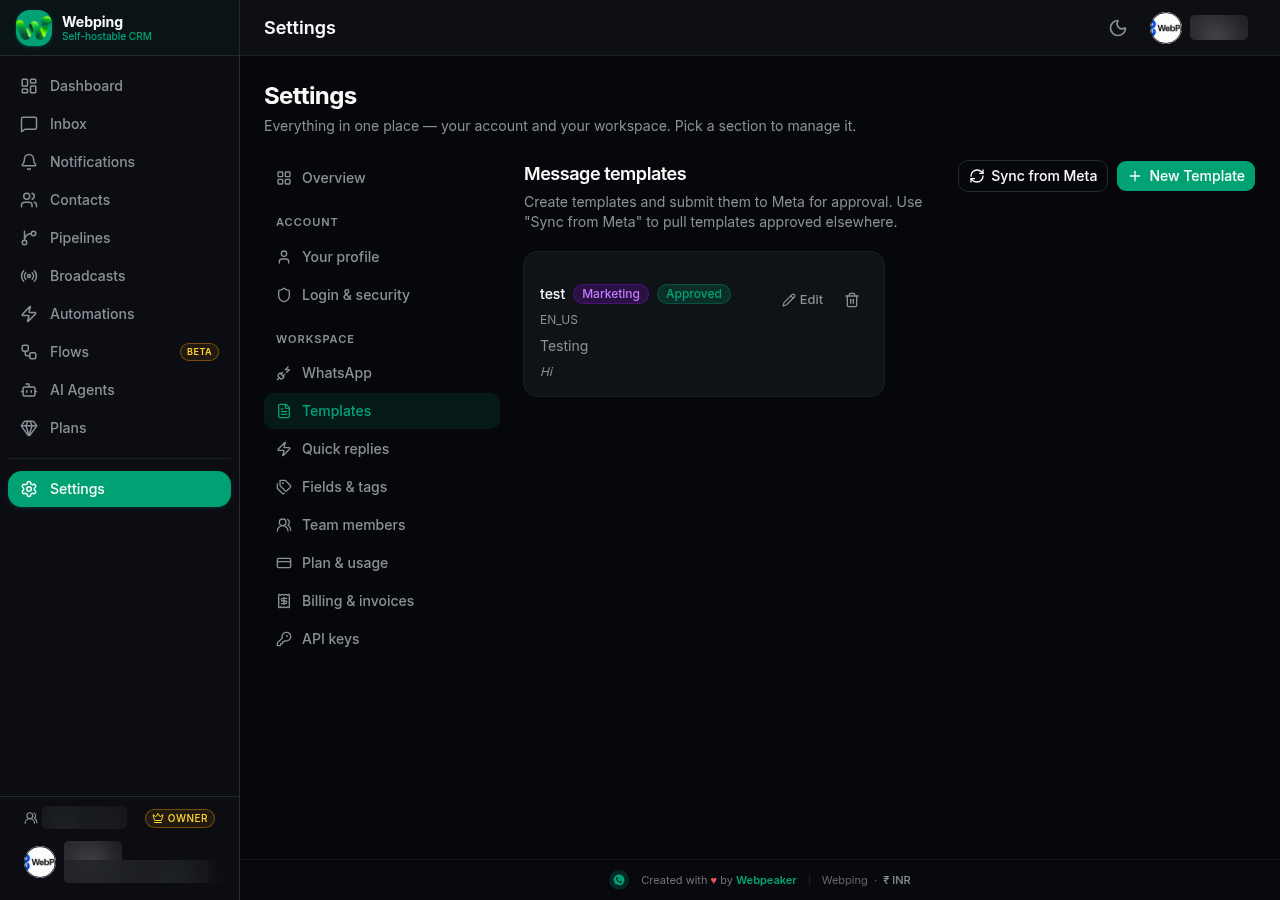 Webping
Self-hostable CRM
Settings
WebP
Dashboard
Inbox
Notifications
Contacts
Pipelines
Broadcasts
Automations
Flows BETA
AI Agents
Plans
Settings
OWNER
WebP
Settings
Everything in one place — your account and your workspace. Pick a section to manage it.
Overview
ACCOUNT
Your profile
Login & security
WORKSPACE
WhatsApp
Templates
Quick replies
Fields & tags
Team members
Plan & usage
Billing & invoices
API keys
Message templates
Create templates and submit them to Meta for approval. Use
"Sync from Meta" to pull templates approved elsewhere.
Sync from Meta
New Template
test Marketing Approved
Edit
EN_US
Testing
Hi
Created with ♥ by Webpeaker
Webping · ₹ INR